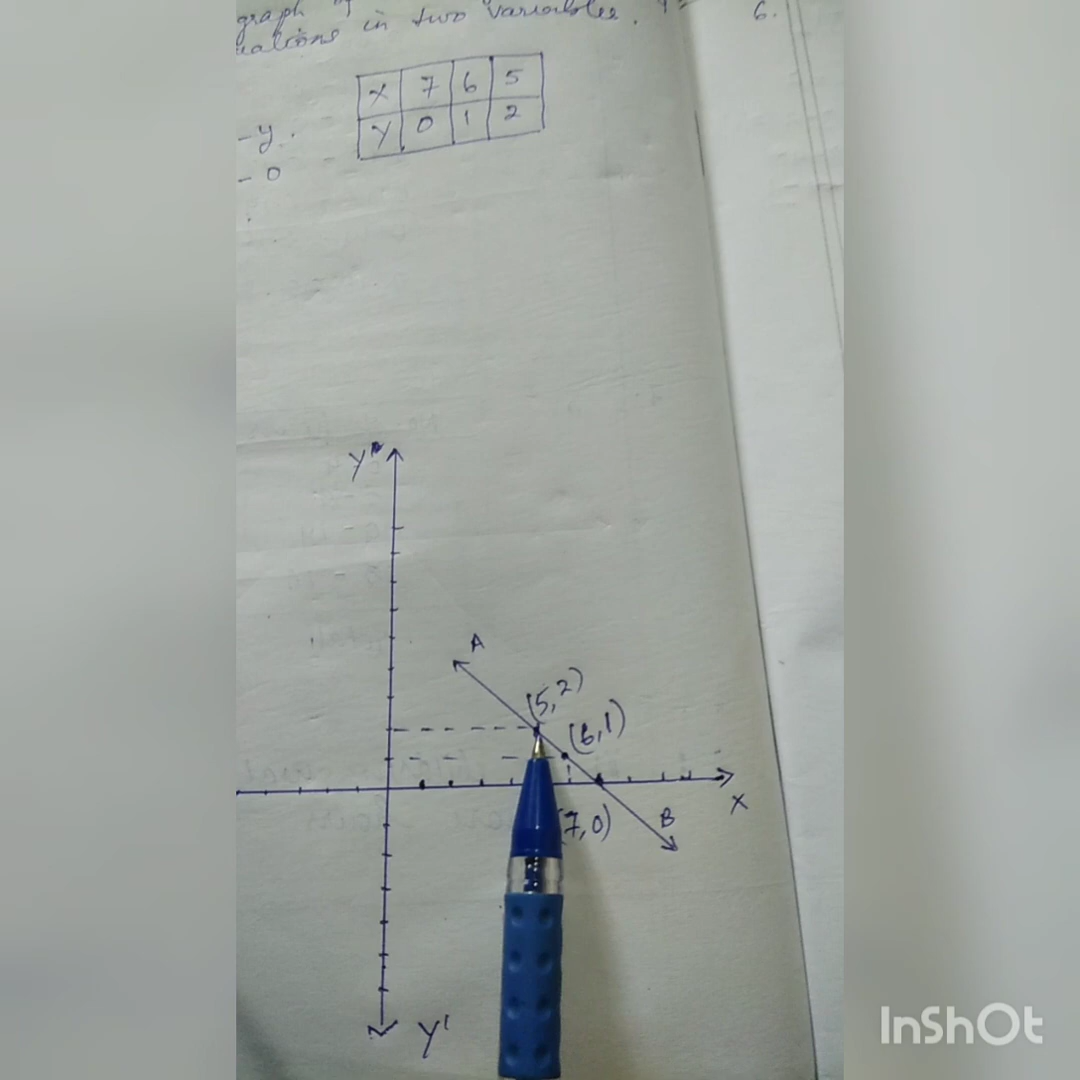 graph
in two variables.
6.
X 7 6 5
Y 0 1 2
-y.
- 0
Y
A
(5,2)
(6,1)
X
(7,0)
B
Y'
InShOt